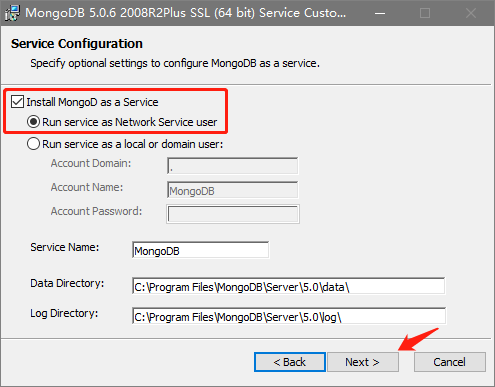 MongoDB 5.0.6 2008R2Plus SSL (64 bit) Service Custo...
Service Configuration
Specify optional settings to configure MongoDB as a service.
Install MongoD as a Service
Run service as Network Service user
Run service as a local or domain user:
Account Domain:
.
Account Name:
MongoDB
Account Password:
Service Name:
MongoDB
Data Directory:
C:\Program Files\MongoDB\Server\5.0\data\
Log Directory:
C:\Program Files\MongoDB\Server\5.0\log\
< Back
Next >
Cancel